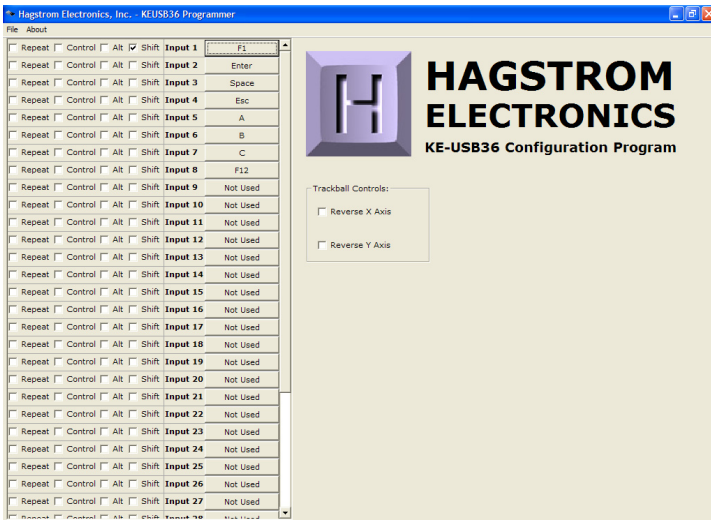 Hagstrom Electronics, Inc. - KEUSB36 Programmer
File About
Repeat Control Alt Shift Input 1 F1
Repeat Control Alt Shift Input 2 Enter
Repeat Control Alt Shift Input 3 Space
Repeat Control Alt Shift Input 4 Esc
Repeat Control Alt Shift Input 5 A
Repeat Control Alt Shift Input 6 B
Repeat Control Alt Shift Input 7 C
Repeat Control Alt Shift Input 8 F12
Repeat Control Alt Shift Input 9 Not Used
Repeat Control Alt Shift Input 10 Not Used
Repeat Control Alt Shift Input 11 Not Used
Repeat Control Alt Shift Input 12 Not Used
Repeat Control Alt Shift Input 13 Not Used
Repeat Control Alt Shift Input 14 Not Used
Repeat Control Alt Shift Input 15 Not Used
Repeat Control Alt Shift Input 16 Not Used
Repeat Control Alt Shift Input 17 Not Used
Repeat Control Alt Shift Input 18 Not Used
Repeat Control Alt Shift Input 19 Not Used
Repeat Control Alt Shift Input 20 Not Used
Repeat Control Alt Shift Input 21 Not Used
Repeat Control Alt Shift Input 22 Not Used
Repeat Control Alt Shift Input 23 Not Used
Repeat Control Alt Shift Input 24 Not Used
Repeat Control Alt Shift Input 25 Not Used
Repeat Control Alt Shift Input 26 Not Used
Repeat Control Alt Shift Input 27 Not Used
Repeat Control Alt Shift Input 28 Not Used
H
HAGSTROM
ELECTRONICS
KE-USB36 Configuration Program
Trackball Controls:
Reverse X Axis
Reverse Y Axis